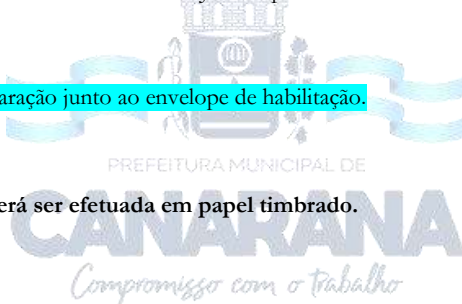 aração junto ao envelope de habilitação.
PREFEITURA MUNICIPAL DE
erá ser efetuada em papel timbrado.
CANARANA
Compromisso com o trabalho